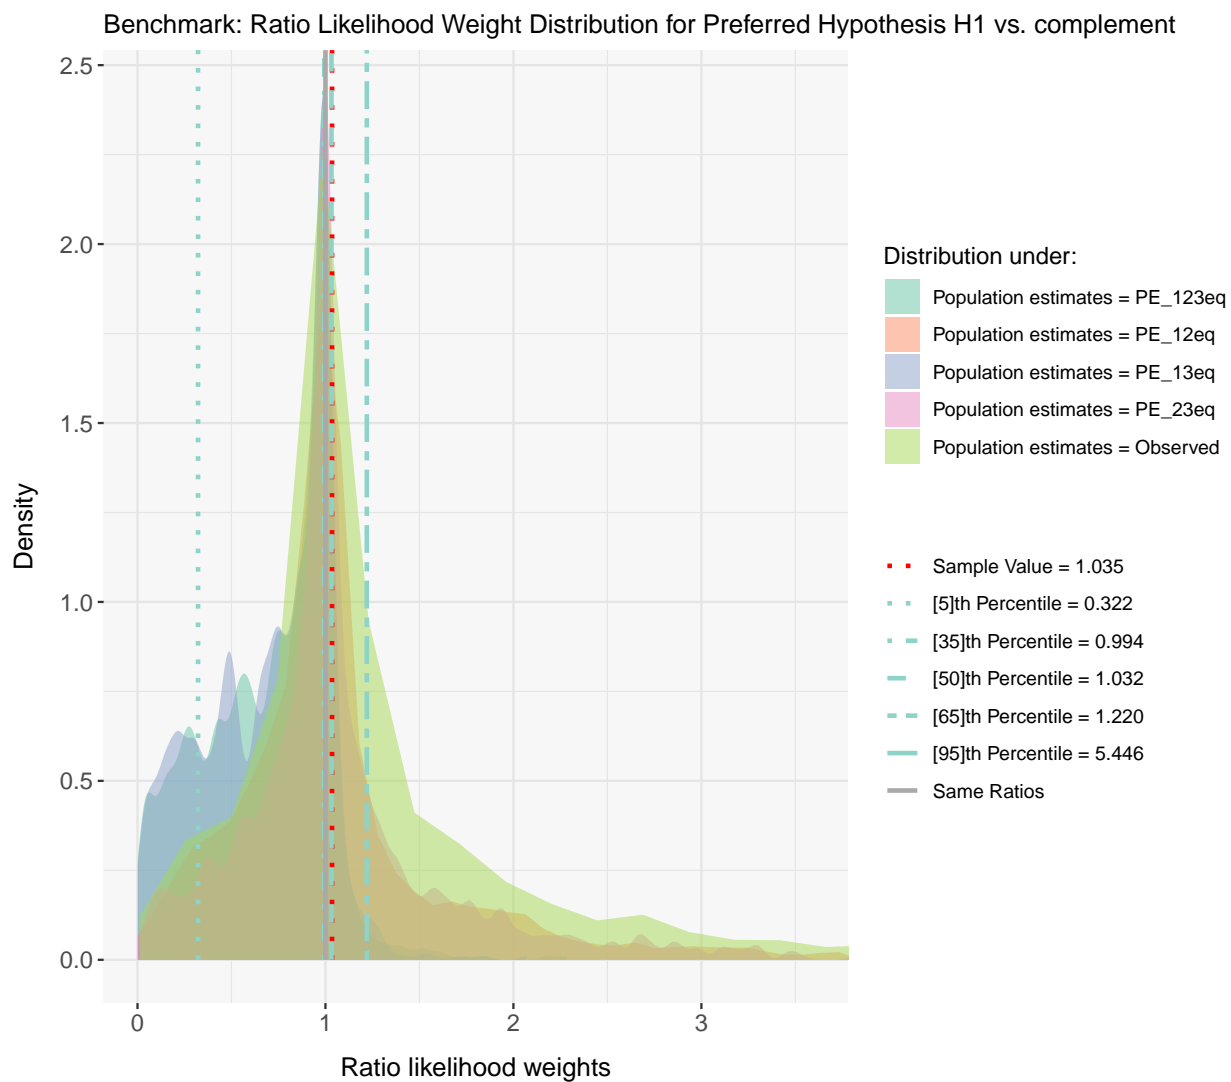 Benchmark: Ratio Likelihood Weight Distribution for Preferred Hypothesis H1 vs. complement
2.5
2.0
1.5
1.0
0.5
0.0
Density
0 1 2 3
Ratio likelihood weights
Distribution under:
Population estimates = PE_123eq
Population estimates = PE_12eq
Population estimates = PE_13eq
Population estimates = PE_23eq
Population estimates = Observed
Sample Value = 1.035
[5]th Percentile = 0.322
[35]th Percentile = 0.994
[50]th Percentile = 1.032
[65]th Percentile = 1.220
[95]th Percentile = 5.446
Same Ratios